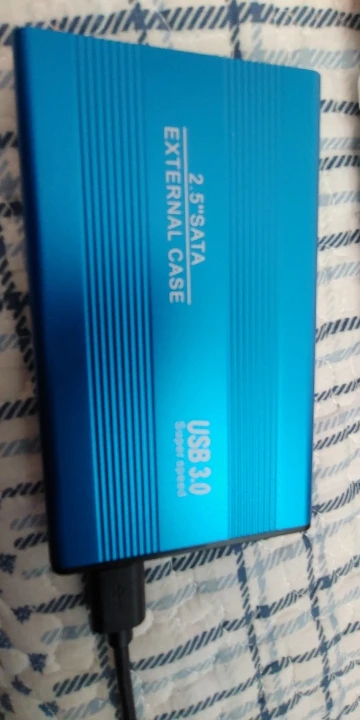 2.5"SATA
EXTERNAL CASE
USB 3.0
Super speed